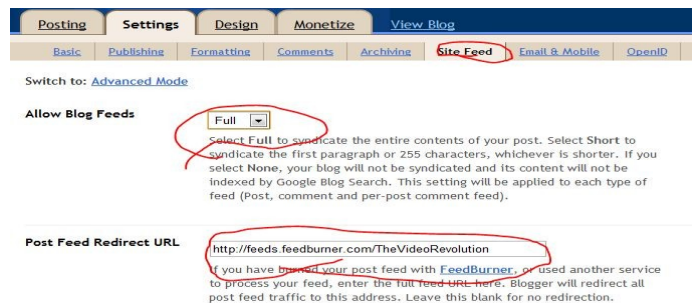 Posting Settings Design Monetize View Blog
Basic Publishing Formatting Comments Archiving Site Feed Email & Mobile OpenID
Switch to: Advanced Mode
Allow Blog Feeds
Full
Select Full to syndicate the entire contents of your post. Select Short to
syndicate the first paragraph or 255 characters, whichever is shorter. If you
select None, your blog will not be syndicated and its content will not be
indexed by Google Blog Search. This setting will be applied to each type of
feed (Post, comment and per-post comment feed).
Post Feed Redirect URL
http://feeds.feedburner.com/TheVideoRevolution
If you have burned your post feed with FeedBurner, or used another service
to process your feed, enter the full feed URL here. Blogger will redirect all
post feed traffic to this address. Leave this blank for no redirection.